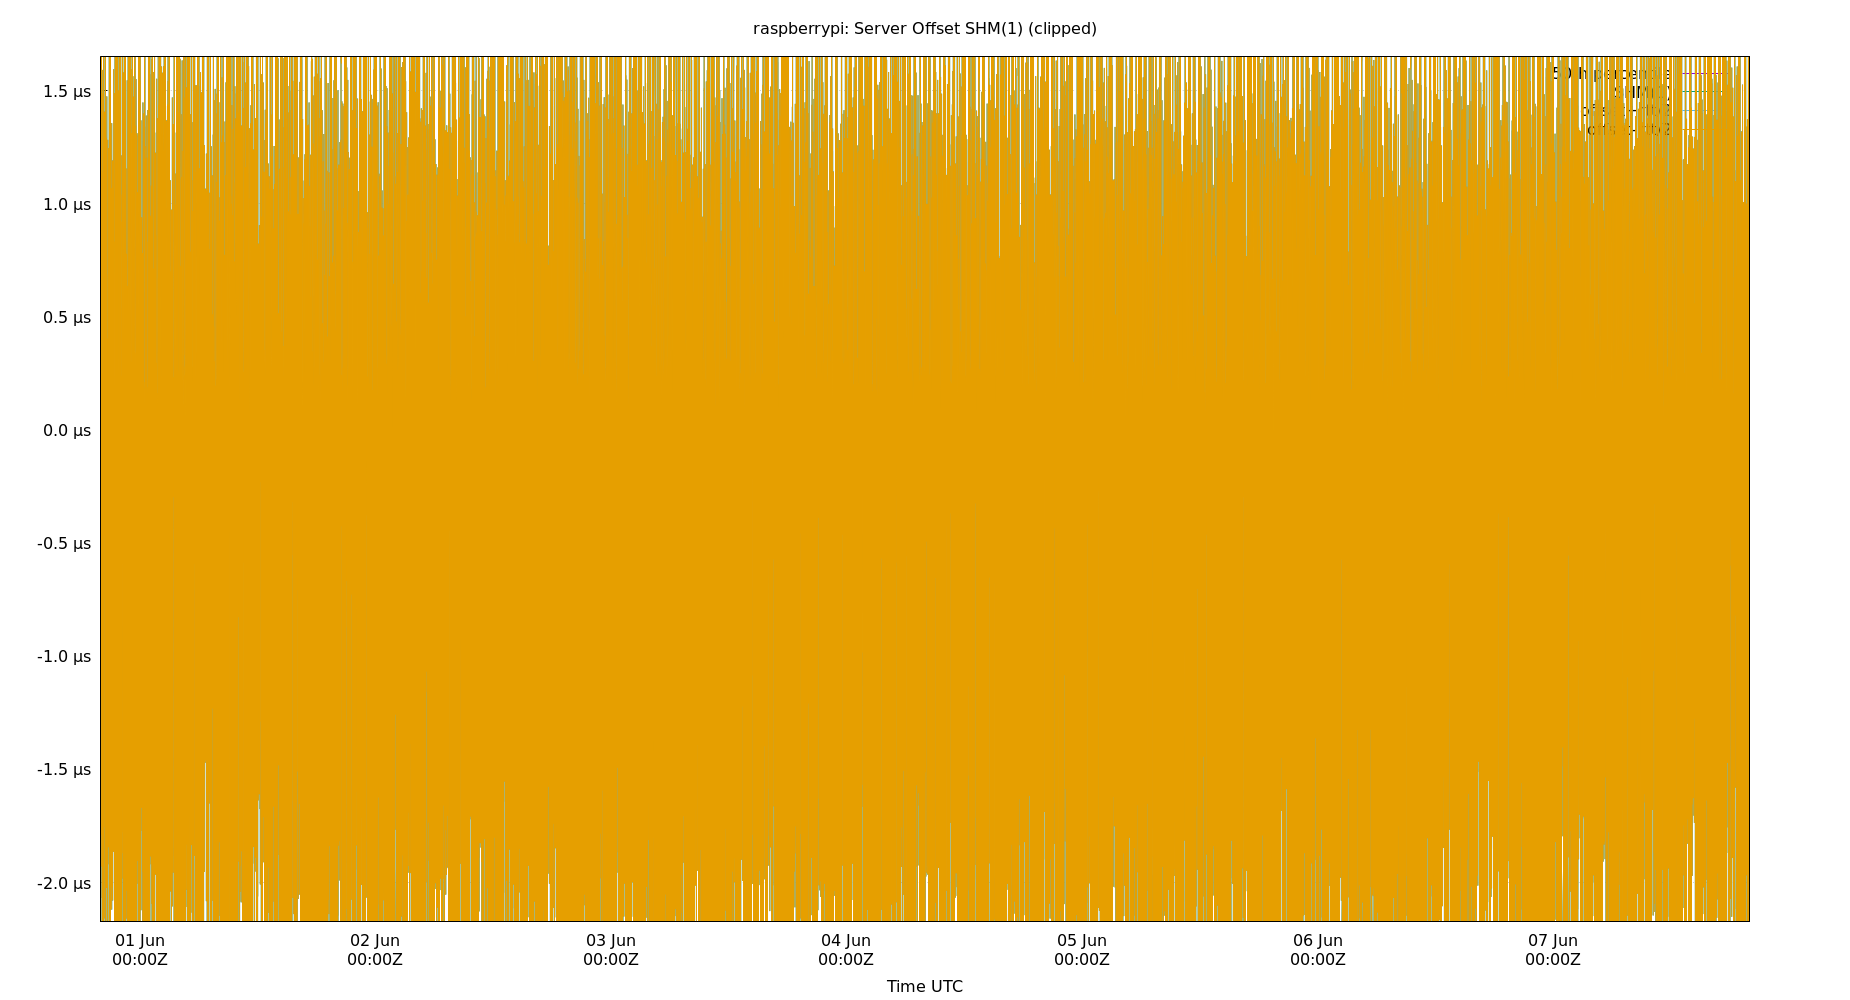 raspberrypi: Server Offset SHM(1) (clipped)
1.5 µs
1.0 µs
0.5 µs
0.0 µs
-0.5 µs
-1.0 µs
-1.5 µs
-2.0 µs
01 Jun 02 Jun 03 Jun 04 Jun 05 Jun 06 Jun 07 Jun
00:00Z 00:00Z 00:00Z 00:00Z 00:00Z 00:00Z 00:00Z
Time UTC